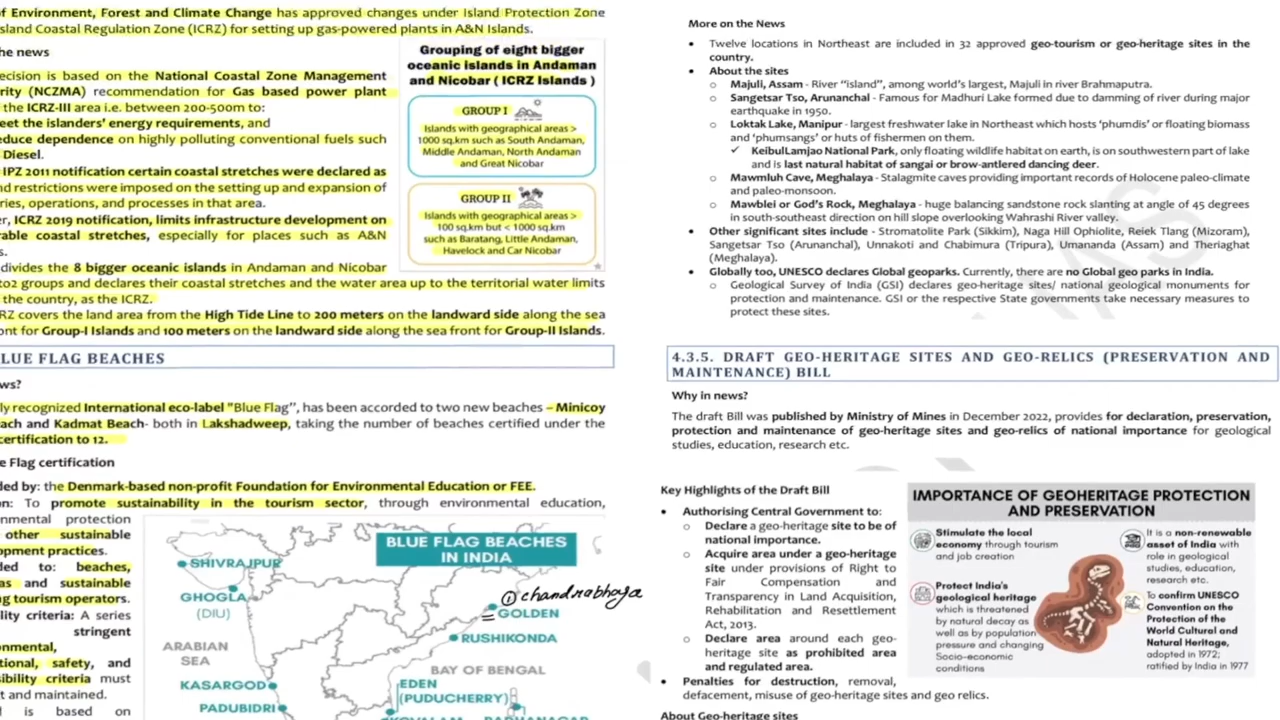 of Environment, Forest and Climate Change has approved changes under Island Protection Zone
sland Coastal Regulation Zone (ICRZ) for setting up gas-powered plants in A&N Islands.
he news
ecision is based on the National Coastal Zone Management
rity (NCZMA) recommendation for Gas based power plant
the ICRZ-III area i.e. between 200-500m to:
eet the islanders' energy requirements, and
educe dependence on highly polluting conventional fuels such
Diesel.
IPZ 2011 notification certain coastal stretches were declared as
nd restrictions were imposed on the setting up and expansion of
ries, operations, and processes in that area.
er, ICRZ 2019 notification, limits infrastructure development on
rable coastal stretches, especially for places such as A&N
s.
divides the 8 bigger oceanic islands in Andaman and Nicobar
to2 groups and declares their coastal stretches and the water area up to the territorial water limits
the country, as the ICRZ.
RZ covers the land area from the High Tide Line to 200 meters on the landward side along the sea
ont for Group-I Islands and 100 meters on the landward side along the sea front for Group-II Islands.
Grouping of eight bigger
oceanic islands in Andaman
and Nicobar ( ICRZ Islands )
GROUP I
Islands with geographical areas >
1000 sq.km such as South Andaman,
Middle Andaman, North Andaman
and Great Nicobar
GROUP II
Islands with geographical areas >
100 sq.km but < 1000 sq.km
such as Baratang, Little Andaman,
Havelock and Car Nicobar
LUE FLAG BEACHES
ews?
ly recognized International eco-label "Blue Flag", has been accorded to two new beaches – Minicoy
ach and Kadmat Beach- both in Lakshadweep, taking the number of beaches certified under the
certification to 12.
e Flag certification
ded by: the Denmark-based non-profit Foundation for Environmental Education or FEE.
on: To promote sustainability in the tourism sector, through environmental education,
nmental protection
other sustainable
opment practices.
ded to: beaches,
as and sustainable
ng tourism operators.
lity criteria: A series
stringent
onmental,
tional, safety, and
sibility criteria must
t and maintained.
l is based on
BLUE FLAG BEACHES
IN INDIA
SHIVRAJPUR
GHOGLA
(DIU)
① chandrabhaga
GOLDEN
RUSHIKONDA
ARABIAN
SEA
BAY OF BENGAL
KASARGOD
EDEN
(PUDUCHERRY)
PADUBIDRI
KOVALAM
RADHANAGAR
More on the News
• Twelve locations in Northeast are included in 32 approved geo-tourism or geo-heritage sites in the
country.
• About the sites
o Majuli, Assam - River "island", among world's largest, Majuli in river Brahmaputra.
o Sangetsar Tso, Arunanchal - Famous for Madhuri Lake formed due to damming of river during major
earthquake in 1950.
o Loktak Lake, Manipur - largest freshwater lake in Northeast which hosts 'phumdis' or floating biomass
and 'phumsangs' or huts of fishermen on them.
✓ KeibulLamjao National Park, only floating wildlife habitat on earth, is on southwestern part of lake
and is last natural habitat of sangai or brow-antlered dancing deer.
o Mawmluh Cave, Meghalaya - Stalagmite caves providing important records of Holocene paleo-climate
and paleo-monsoon.
o Mawblei or God's Rock, Meghalaya - huge balancing sandstone rock slanting at angle of 45 degrees
in south-southeast direction on hill slope overlooking Wahrashi River valley.
• Other significant sites include - Stromatolite Park (Sikkim), Naga Hill Ophiolite, Reiek Tlang (Mizoram),
Sangetsar Tso (Arunanchal), Unnakoti and Chabimura (Tripura), Umananda (Assam) and Theriaghat
(Meghalaya).
• Globally too, UNESCO declares Global geoparks. Currently, there are no Global geo parks in India.
o Geological Survey of India (GSI) declares geo-heritage sites/ national geological monuments for
protection and maintenance. GSI or the respective State governments take necessary measures to
protect these sites.
4.3.5. DRAFT GEO-HERITAGE SITES AND GEO-RELICS (PRESERVATION AND
MAINTENANCE) BILL
Why in news?
The draft Bill was published by Ministry of Mines in December 2022, provides for declaration, preservation,
protection and maintenance of geo-heritage sites and geo-relics of national importance for geological
studies, education, research etc.
Key Highlights of the Draft Bill
• Authorising Central Government to:
o Declare a geo-heritage site to be of
national importance.
o Acquire area under a geo-heritage
site under provisions of Right to
Fair Compensation and
Transparency in Land Acquisition,
Rehabilitation and Resettlement
Act, 2013.
o Declare area around each geo-
heritage site as prohibited area
and regulated area.
• Penalties for destruction, removal,
defacement, misuse of geo-heritage sites and geo relics.
About Geo-heritage sites
IMPORTANCE OF GEOHERITAGE PROTECTION
AND PRESERVATION
Stimulate the local
economy through tourism
and job creation
Protect India's
geological heritage
which is threatened
by natural decay as
well as by population
pressure and changing
Socio-economic
conditions
It is a non-renewable
asset of India with
role in geological
studies, education,
research etc.
To confirm UNESCO
Convention on the
Protection of the
World Cultural and
Natural Heritage,
adopted in 1972;
ratified by India in 1977